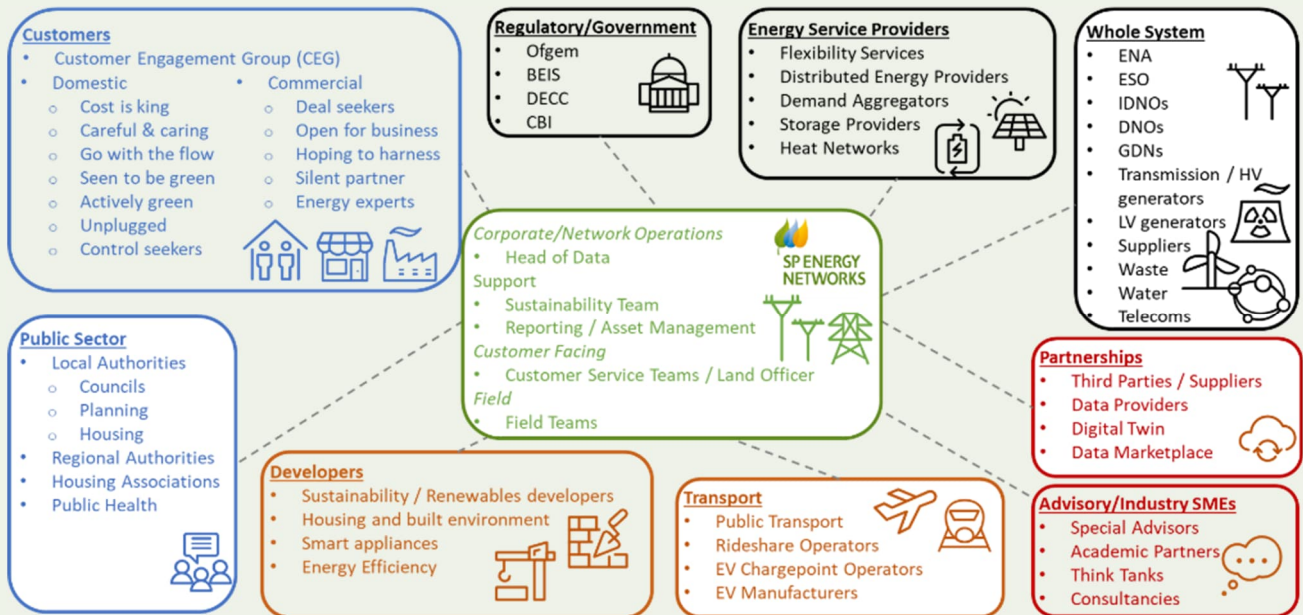 Customers
• Customer Engagement Group (CEG)
• Domestic
o Cost is king
o Careful & caring
o Go with the flow
o Seen to be green
o Actively green
o Unplugged
o Control seekers
• Commercial
o Deal seekers
o Open for business
o Hoping to harness
o Silent partner
o Energy experts
Regulatory/Government
• Ofgem
• BEIS
• DECC
• CBI
Energy Service Providers
• Flexibility Services
• Distributed Energy Providers
• Demand Aggregators
• Storage Providers
• Heat Networks
Whole System
• ENA
• ESO
• IDNOs
• DNOs
• GDNs
• Transmission / HV
generators
• LV generators
• Suppliers
• Waste
• Water
• Telecoms
Corporate/Network Operations
• Head of Data
Support
• Sustainability Team
• Reporting / Asset Management
Customer Facing
• Customer Service Teams / Land Officer
Field
• Field Teams
SP ENERGY
NETWORKS
Public Sector
• Local Authorities
o Councils
o Planning
o Housing
• Regional Authorities
• Housing Associations
• Public Health
Developers
• Sustainability / Renewables developers
• Housing and built environment
• Smart appliances
• Energy Efficiency
Transport
• Public Transport
• Rideshare Operators
• EV Chargepoint Operators
• EV Manufacturers
Partnerships
• Third Parties / Suppliers
• Data Providers
• Digital Twin
• Data Marketplace
Advisory/Industry SMEs
• Special Advisors
• Academic Partners
• Think Tanks
• Consultancies